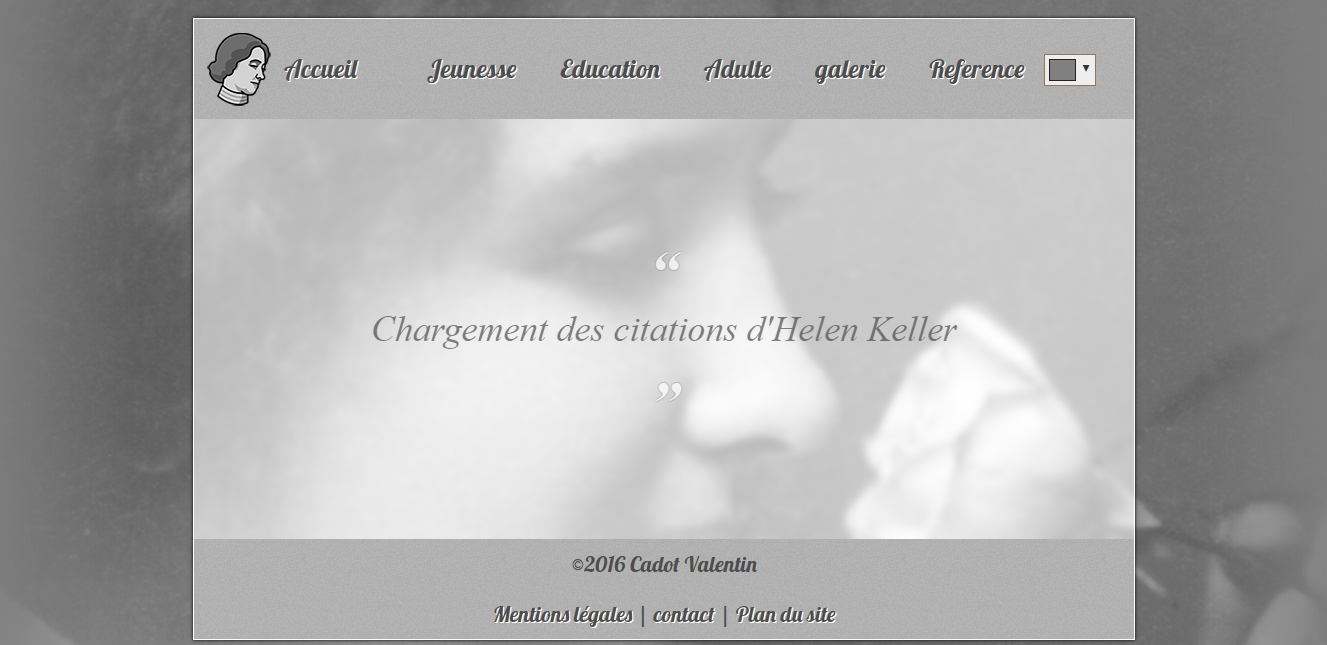 Accueil Jeunesse Education Adulte galerie Reference ▼
“
Chargement des citations d'Helen Keller
”
©2016 Cadot Valentin
Mentions légales | contact | Plan du site